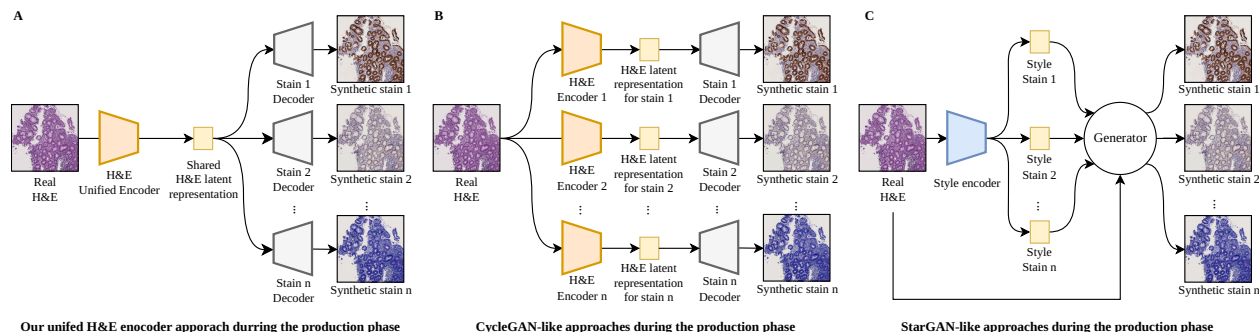 A
Real
H&E
H&E
Unified Encoder
Shared
H&E latent
representation
Stain 1
Decoder
Synthetic stain 1
Stain 2
Decoder
Synthetic stain 2
...
...
Stain n
Decoder
Synthetic stain n
Our unifed H&E enocoder apporach durring the production phase
B
Real
H&E
H&E
Encoder 1
H&E latent
representation
for stain 1
Stain 1
Decoder
Synthetic stain 1
H&E
Encoder 2
H&E latent
representation
for stain 2
Stain 2
Decoder
Synthetic stain 2
...
...
...
...
H&E
Encoder n
H&E latent
representation
for stain n
Stain n
Decoder
Synthetic stain n
CycleGAN-like approaches during the production phase
C
Real
H&E
Style encoder
Style
Stain 1
Style
Stain 2
...
Style
Stain n
Generator
Synthetic stain 1
Synthetic stain 2
...
Synthetic stain n
StarGAN-like approaches during the production phase